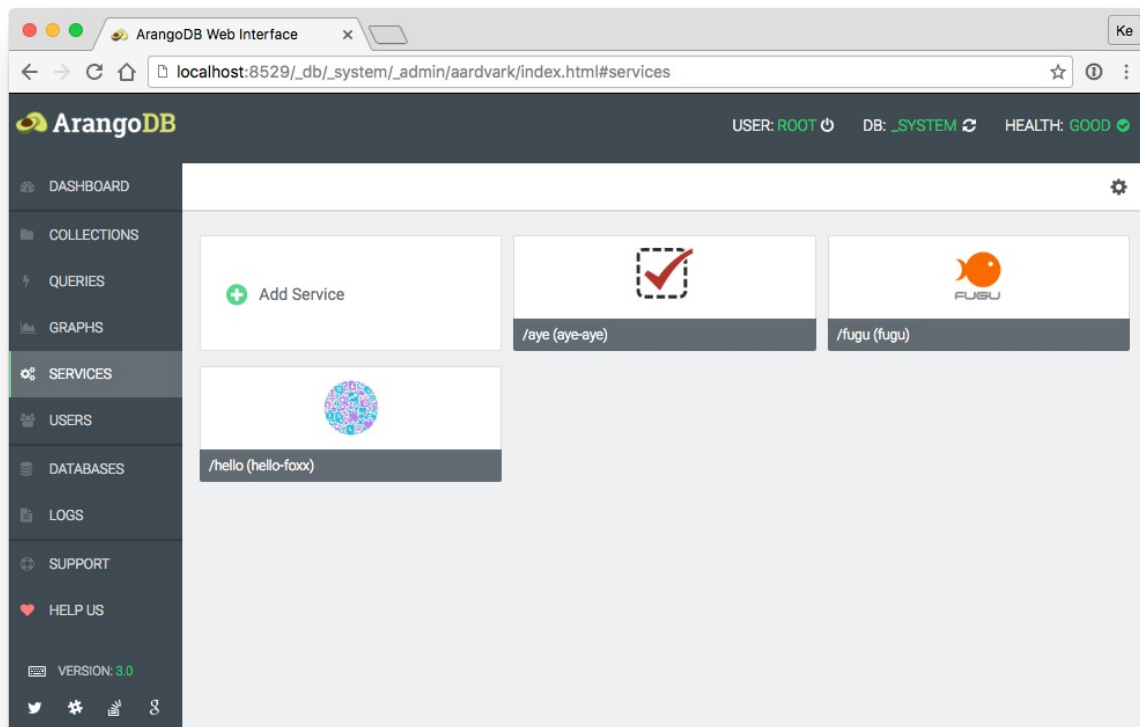 ArangoDB Web Interface
Ke
localhost:8529/_db/_system/_admin/aardvark/index.html#services
ArangoDB
USER: ROOT DB: _SYSTEM HEALTH: GOOD
DASHBOARD
COLLECTIONS
QUERIES
GRAPHS
SERVICES
USERS
DATABASES
LOGS
SUPPORT
HELP US
VERSION: 3.0
Add Service
/aye (aye-aye)
FUGU
/fugu (fugu)
/hello (hello-foxx)